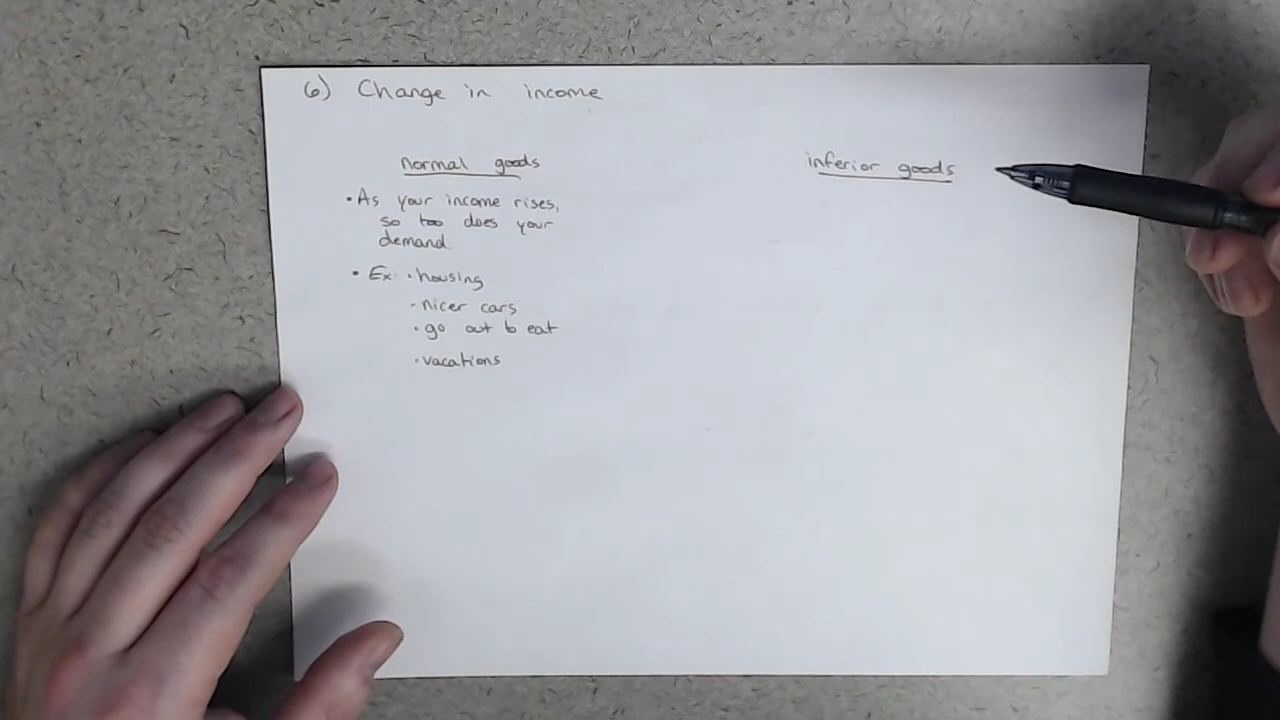 6) Change in income
normal goods
• As your income rises,
so too does your
demand
• Ex: • housing
• nicer cars
• go out to eat
• vacations
inferior goods